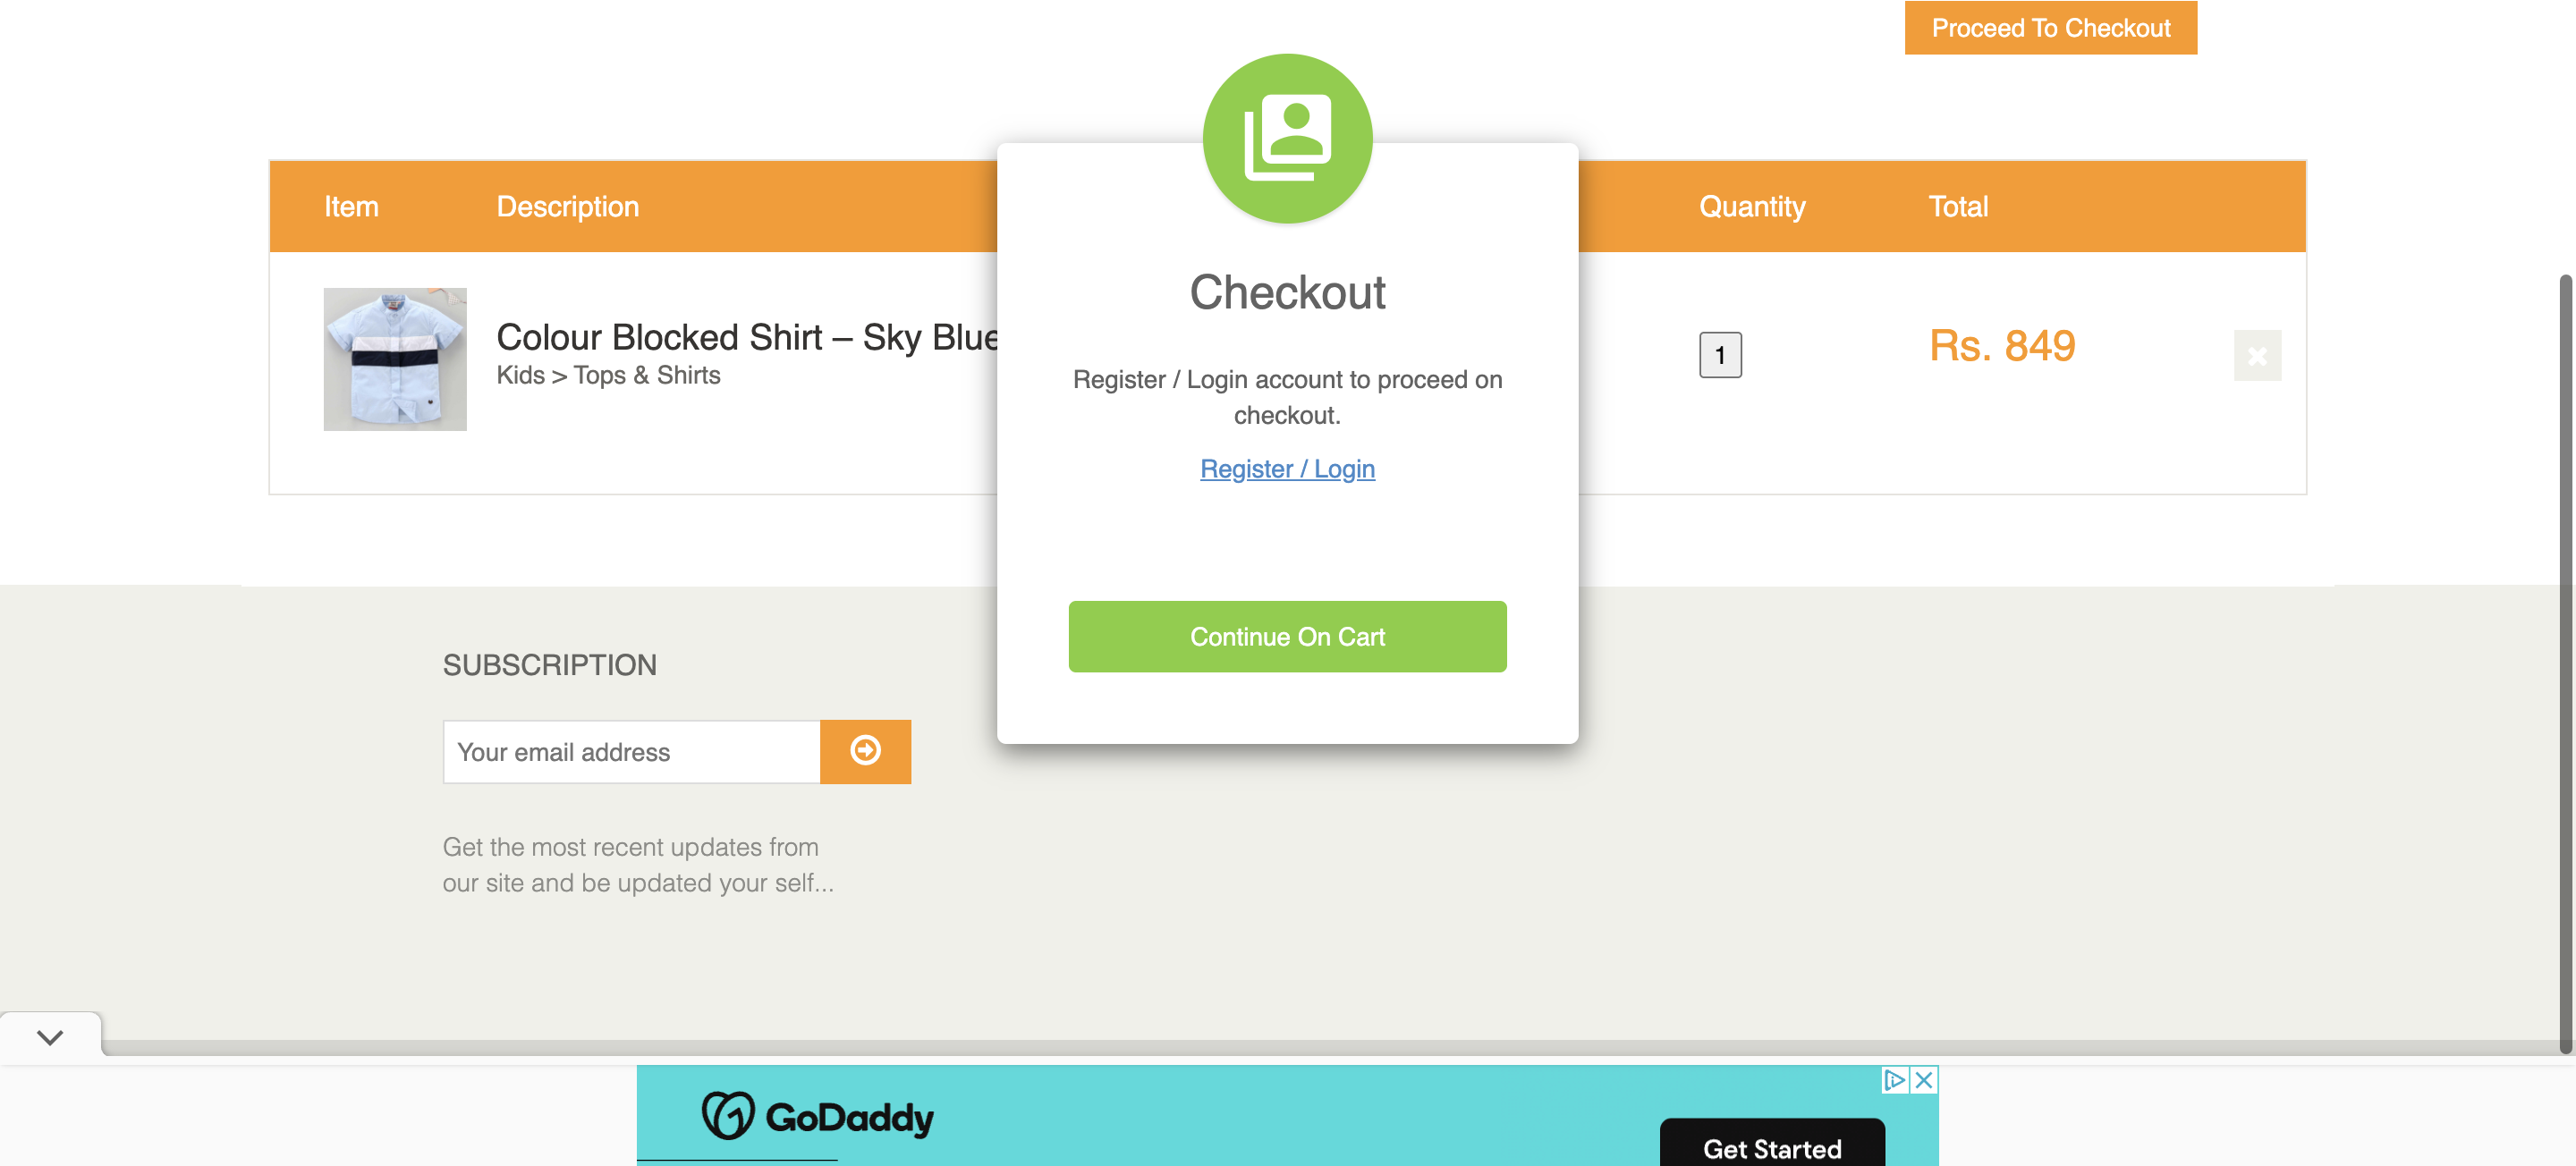 Proceed To Checkout
Item
Description
Quantity
Total
Colour Blocked Shirt – Sky Blue
Kids > Tops & Shirts
1
Rs. 849
Checkout
Register / Login account to proceed on
checkout.
Register / Login
Continue On Cart
SUBSCRIPTION
Your email address
Get the most recent updates from
our site and be updated your self...
GoDaddy
Get Started